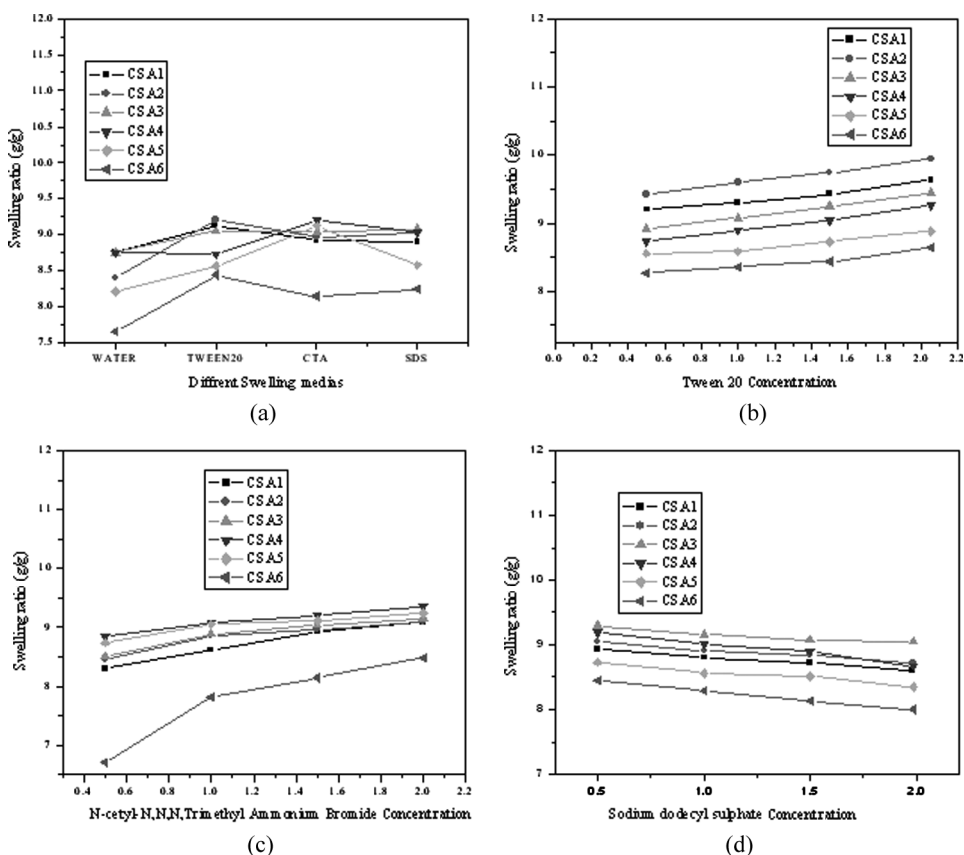 12.0
11.5
11.0
10.5
10.0
9.5
9.0
8.5
8.0
7.5
Swelling ratio (g/g)
CSA1
CSA2
CSA3
CSA4
CSA5
CSA6
WATER TWEEN20 CTA SDS
Diffrent Swelling medias
(a)
12
11
10
9
8
Swelling ratio (g/g)
CSA1
CSA2
CSA3
CSA4
CSA5
CSA6
0.0 0.2 0.4 0.6 0.8 1.0 1.2 1.4 1.6 1.8 2.0 2.2
Tween 20 Concentration
(b)
12
11
10
9
8
7
Swelling ratio (g/g)
CSA1
CSA2
CSA3
CSA4
CSA5
CSA6
0.4 0.6 0.8 1.0 1.2 1.4 1.6 1.8 2.0 2.2
N-cetyl-N,N,N,Trimethyl Ammonium Bromide Concentration
(c)
12
11
10
9
8
7
Swelling ratio (g/g)
CSA1
CSA2
CSA3
CSA4
CSA5
CSA6
0.5 1.0 1.5 2.0
Sodium dodecyl sulphate Concentration
(d)